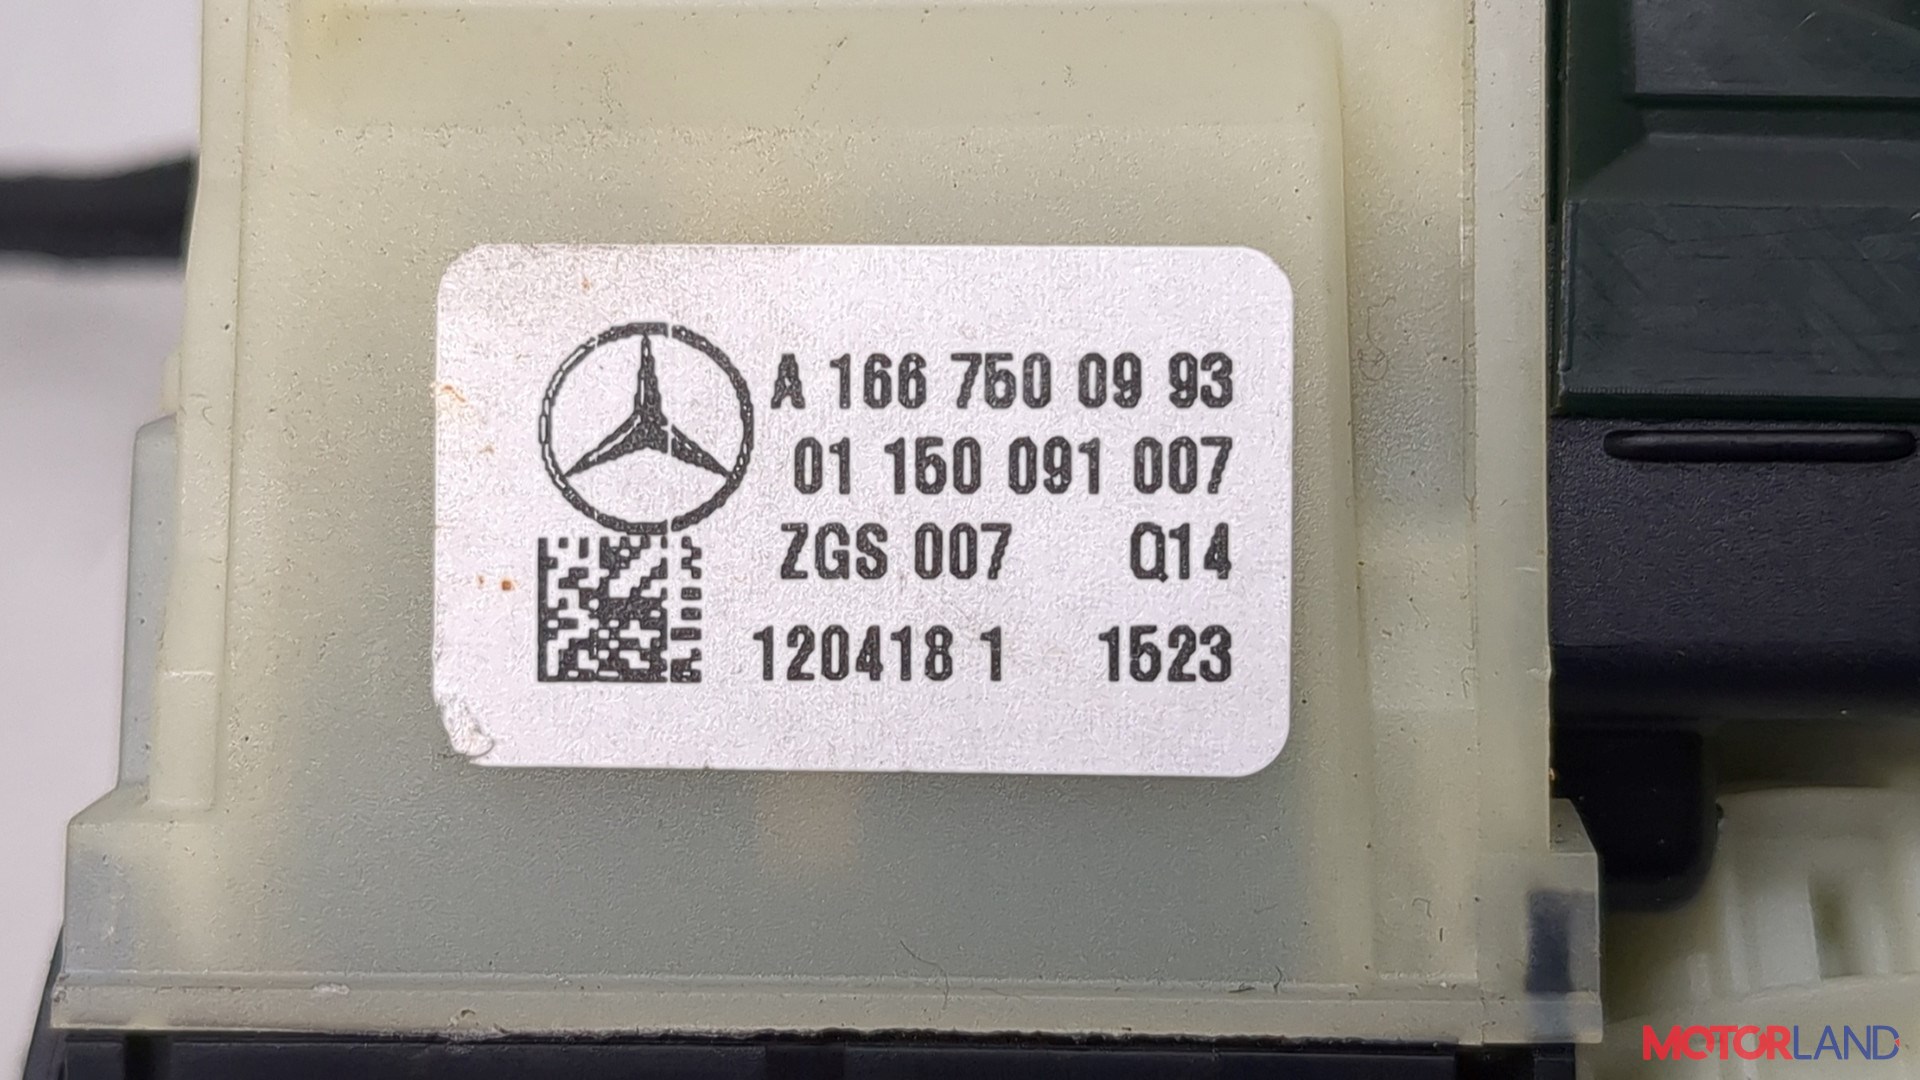 A 166 750 09 93
01 150 091 007
ZGS 007 Q14
120418 1 1523
MOTORLAND